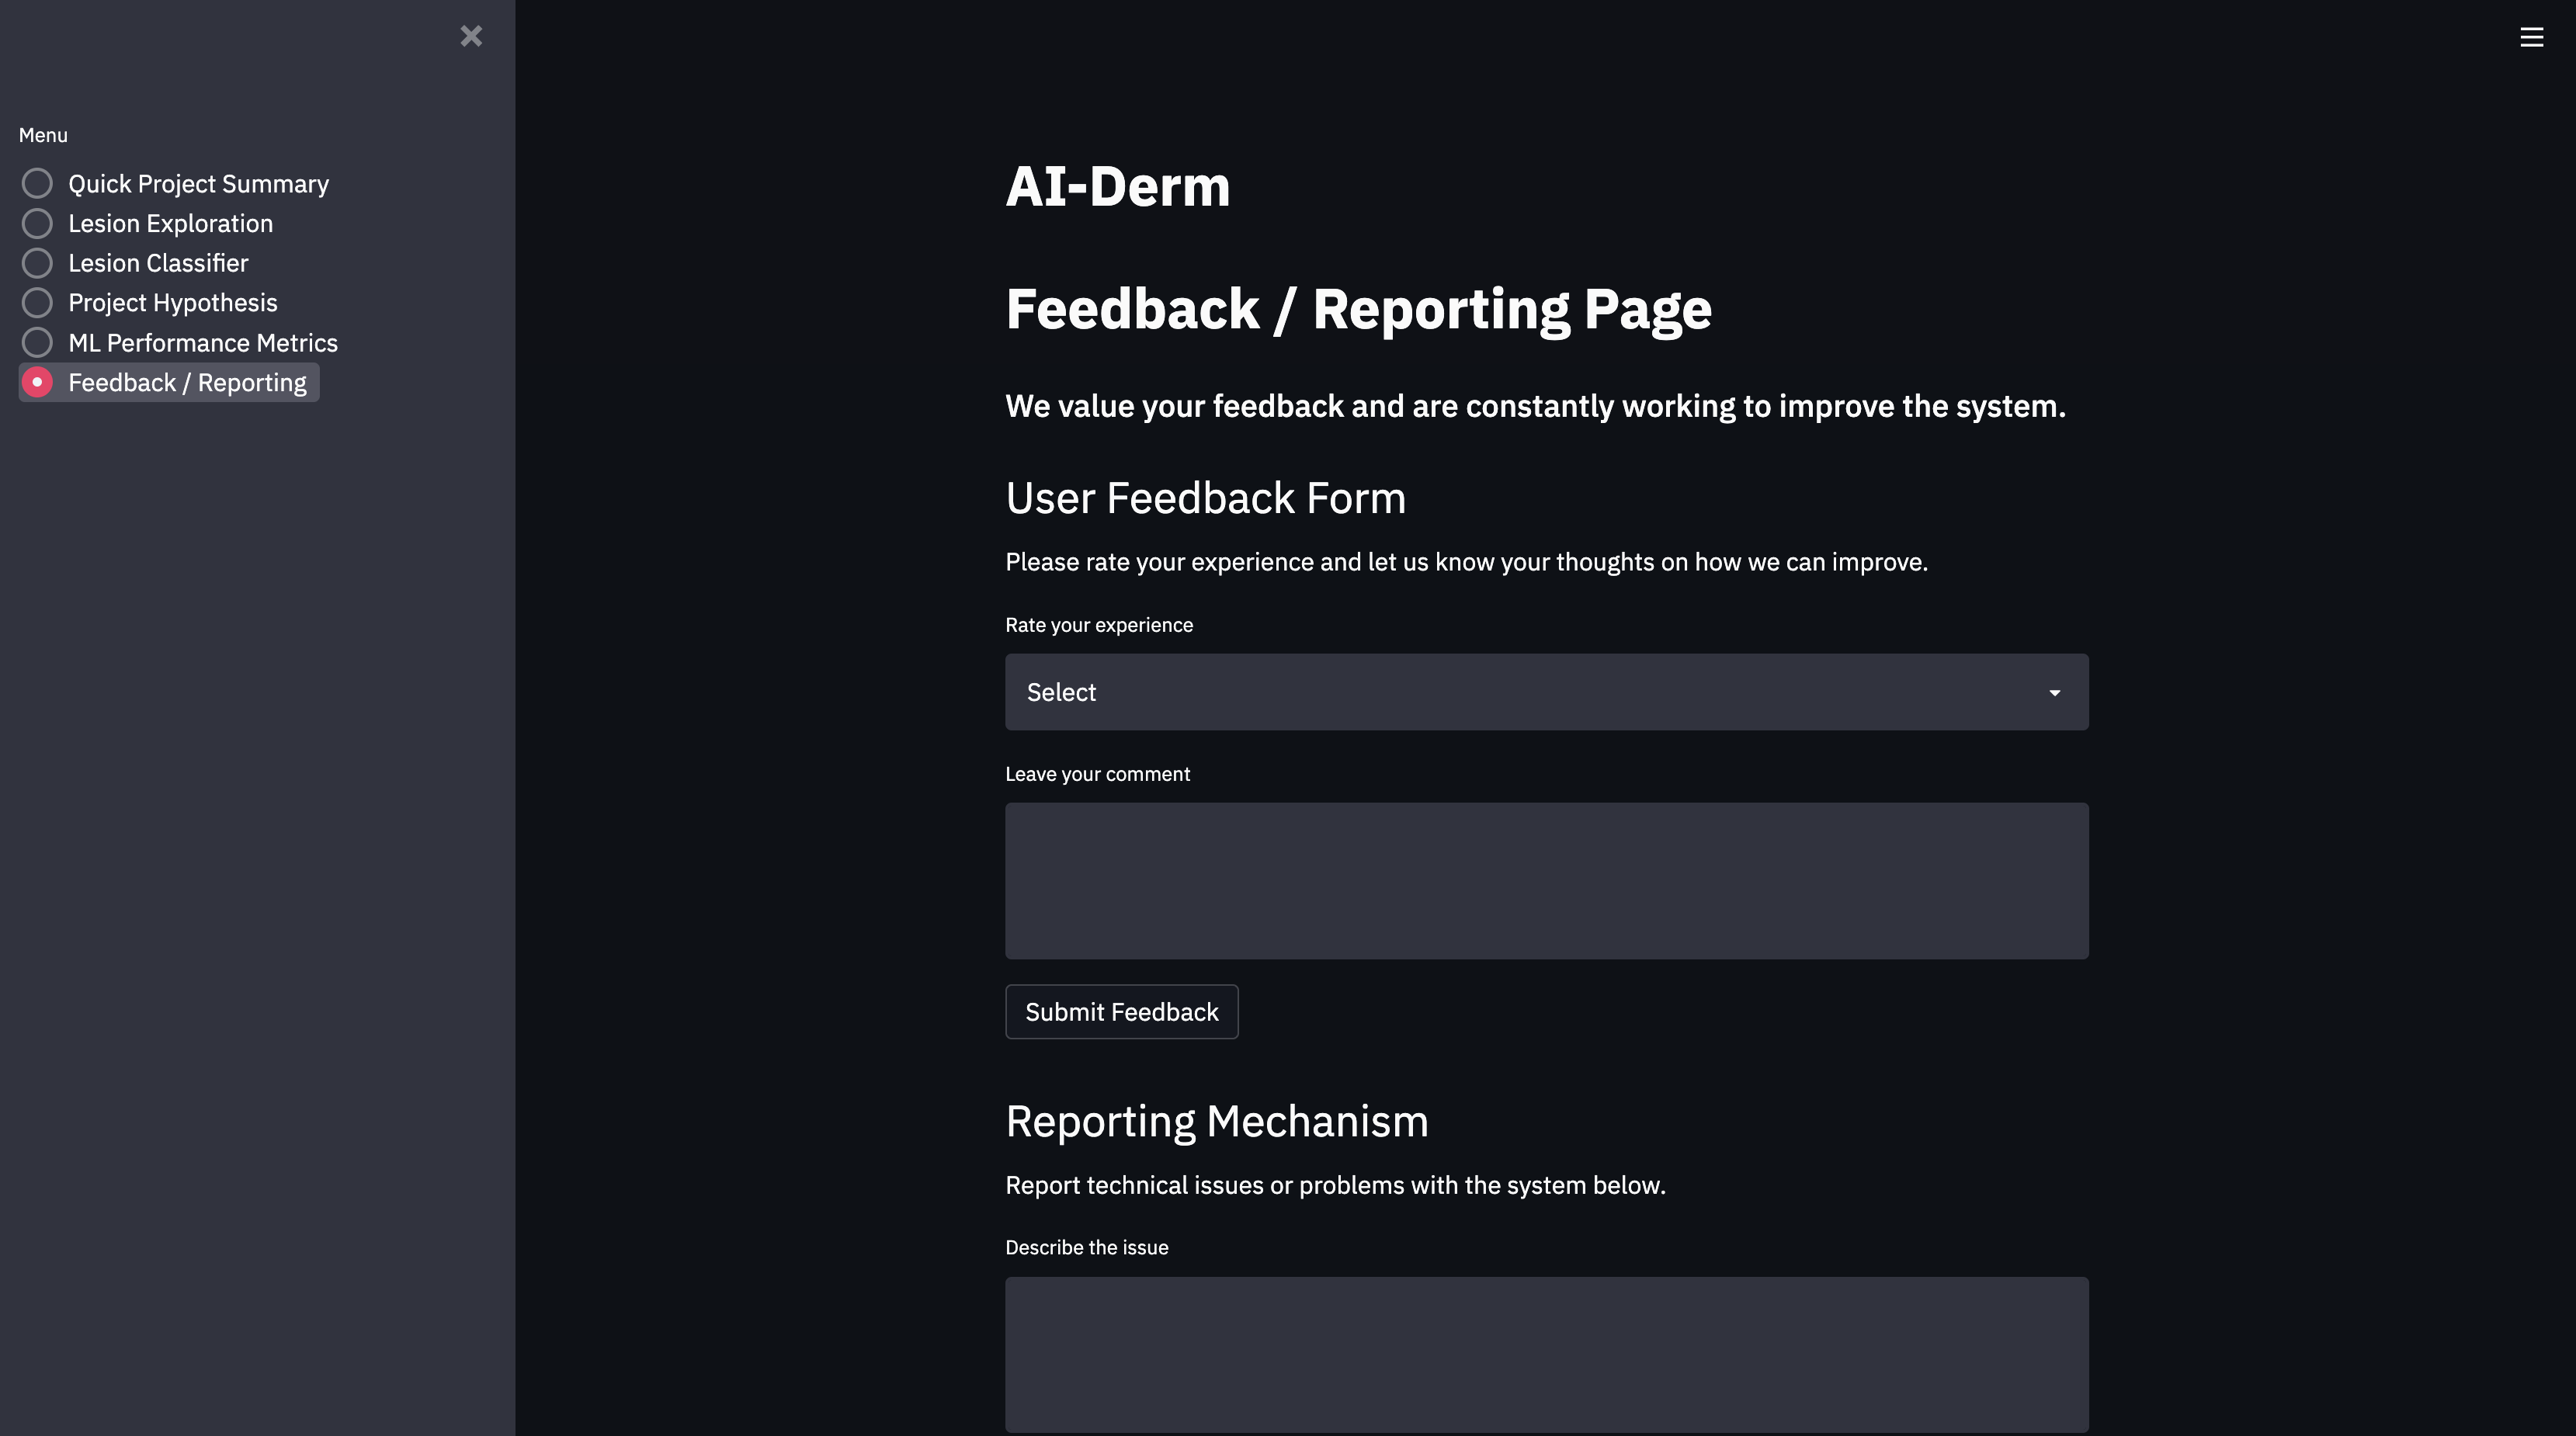 Menu
Quick Project Summary
Lesion Exploration
Lesion Classifier
Project Hypothesis
ML Performance Metrics
Feedback / Reporting
AI-Derm
Feedback / Reporting Page
We value your feedback and are constantly working to improve the system.
User Feedback Form
Please rate your experience and let us know your thoughts on how we can improve.
Rate your experience
Select
Leave your comment
Submit Feedback
Reporting Mechanism
Report technical issues or problems with the system below.
Describe the issue